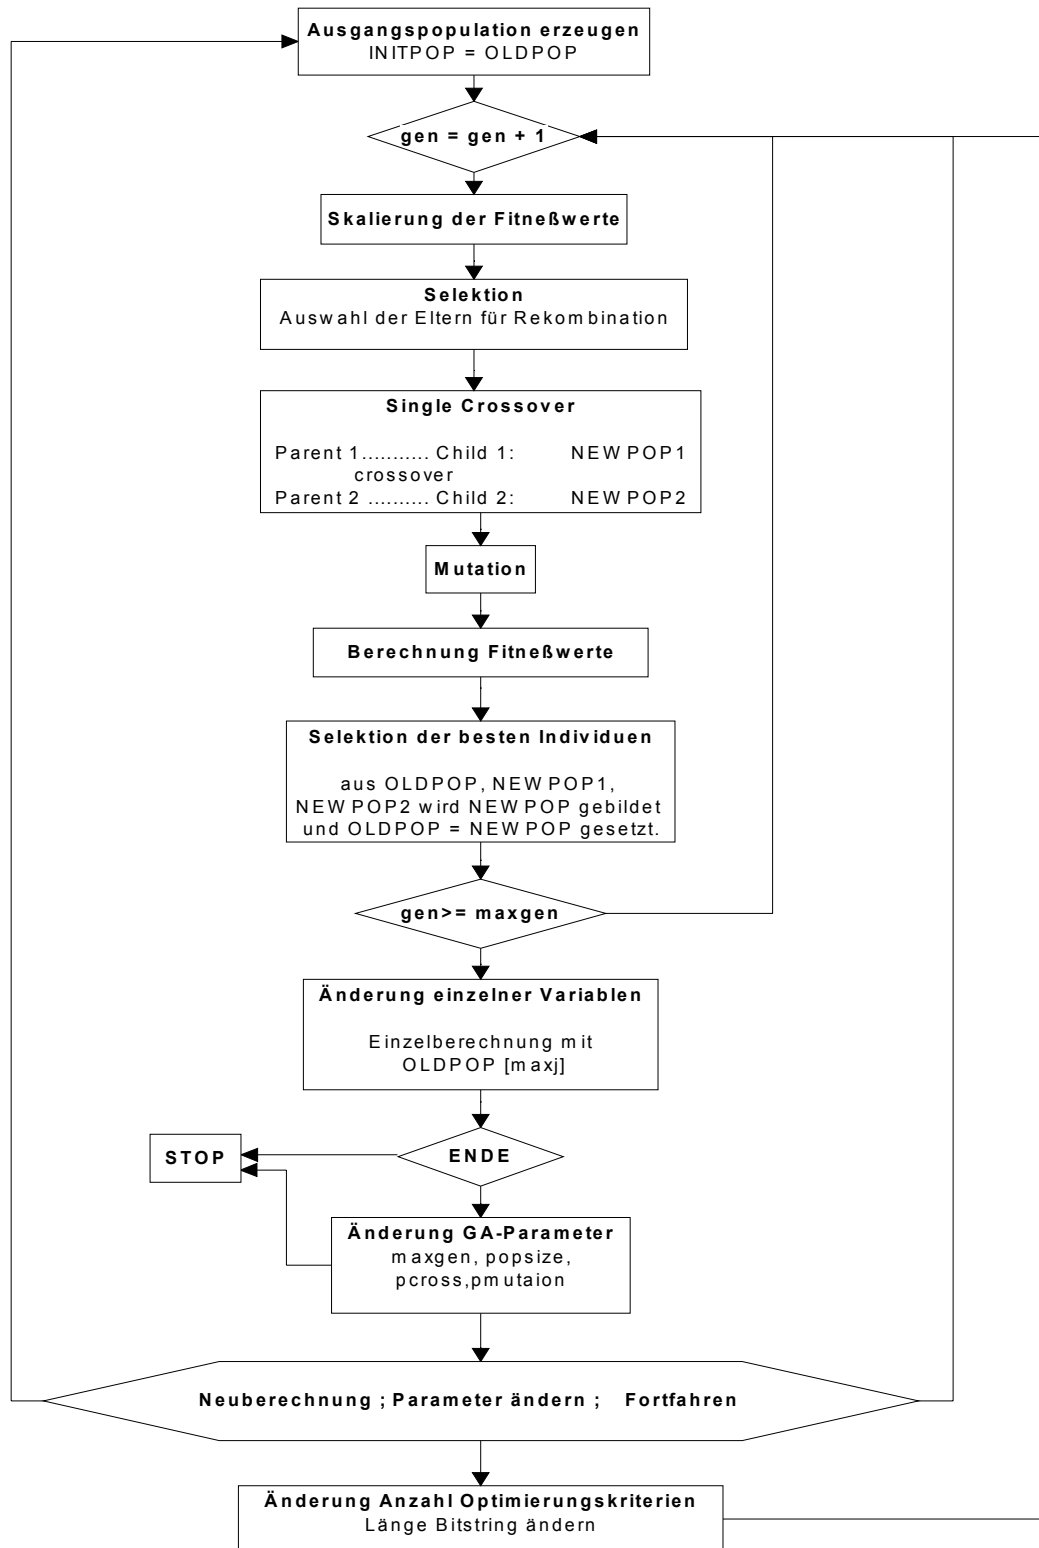 Ausgangspopulation erzeugen
INITPOP = OLDPOP
gen = gen + 1
Skalierung der Fitneßwerte
Selektion
Auswahl der Eltern für Rekombination
Single Crossover
Parent 1.......... Child 1: NEWPOP1
crossover
Parent 2 .......... Child 2: NEWPOP2
Mutation
Berechnung Fitneßwerte
Selektion der besten Individuen
aus OLDPOP, NEWPOP1,
NEWPOP2 wird NEWPOP gebildet
und OLDPOP = NEWPOP gesetzt.
gen>= maxgen
Änderung einzelner Variablen
Einzelberechnung mit
OLDPOP [maxj]
STOP
ENDE
Änderung GA-Parameter
maxgen, popsize,
pcross,pmutaion
Neuberechnung ; Parameter ändern ; Fortfahren
Änderung Anzahl Optimierungskriterien
Länge Bitstring ändern